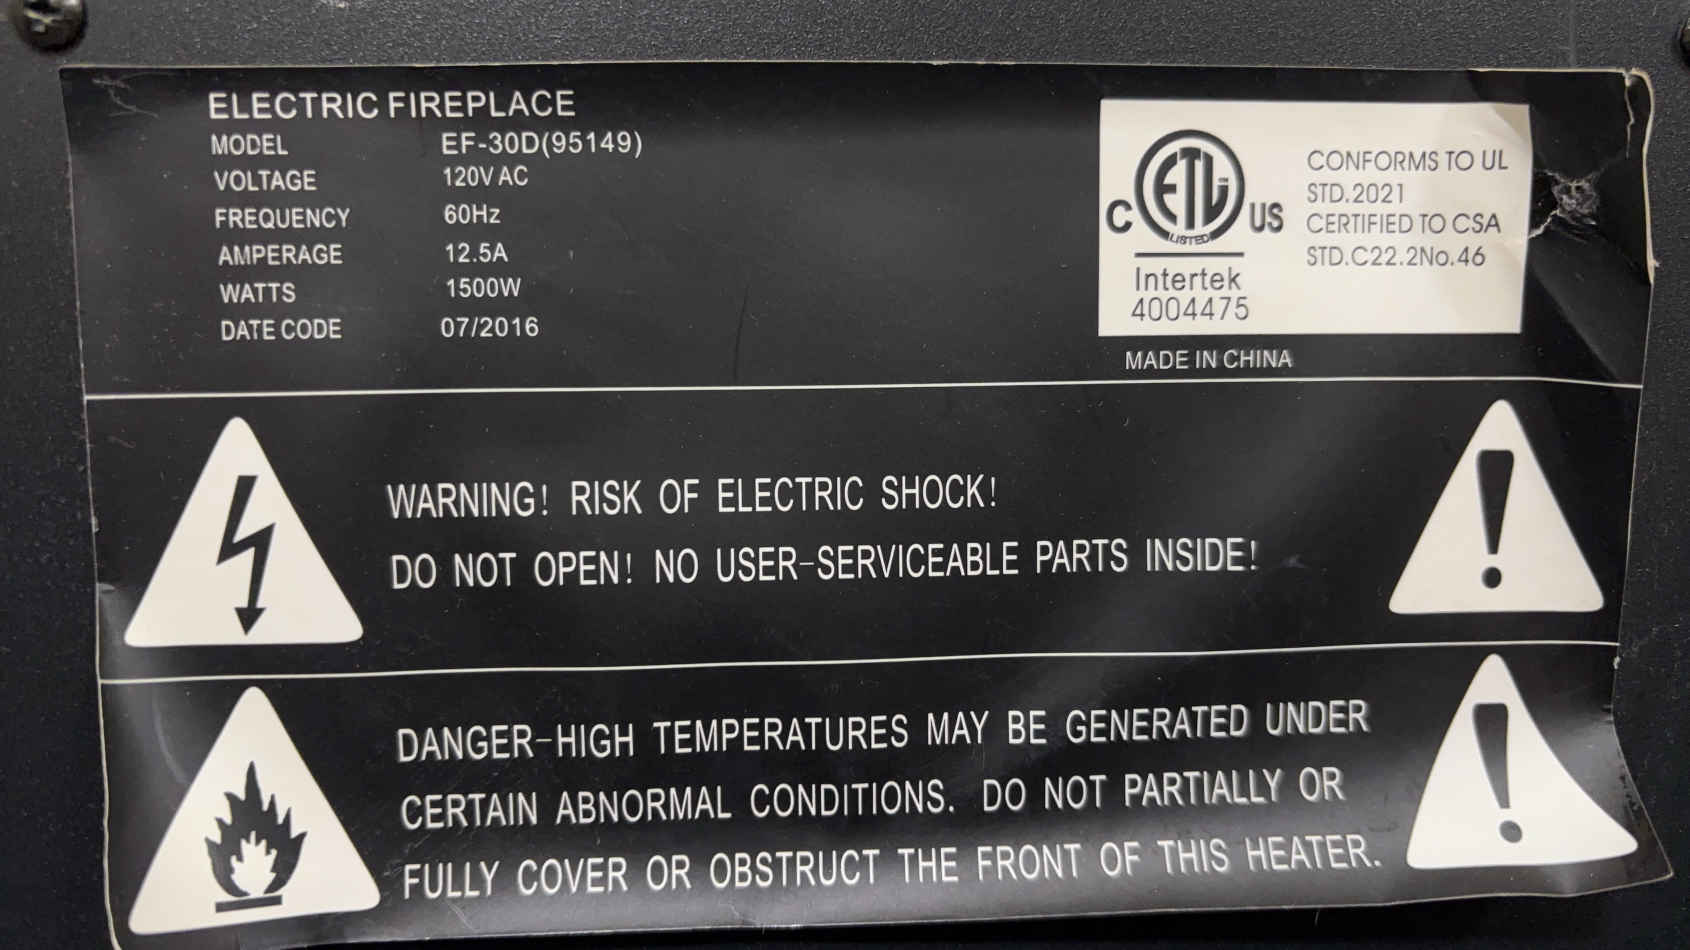 ELECTRIC FIREPLACE
MODEL EF-30D(95149)
VOLTAGE 120V AC
FREQUENCY 60Hz
AMPERAGE 12.5A
WATTS 1500W
DATE CODE 07/2016
C ETL US
LISTED
Intertek
4004475
CONFORMS TO UL
STD.2021
CERTIFIED TO CSA
STD.C22.2No.46
MADE IN CHINA
WARNING! RISK OF ELECTRIC SHOCK!
DO NOT OPEN! NO USER-SERVICEABLE PARTS INSIDE!
DANGER-HIGH TEMPERATURES MAY BE GENERATED UNDER
CERTAIN ABNORMAL CONDITIONS. DO NOT PARTIALLY OR
FULLY COVER OR OBSTRUCT THE FRONT OF THIS HEATER.